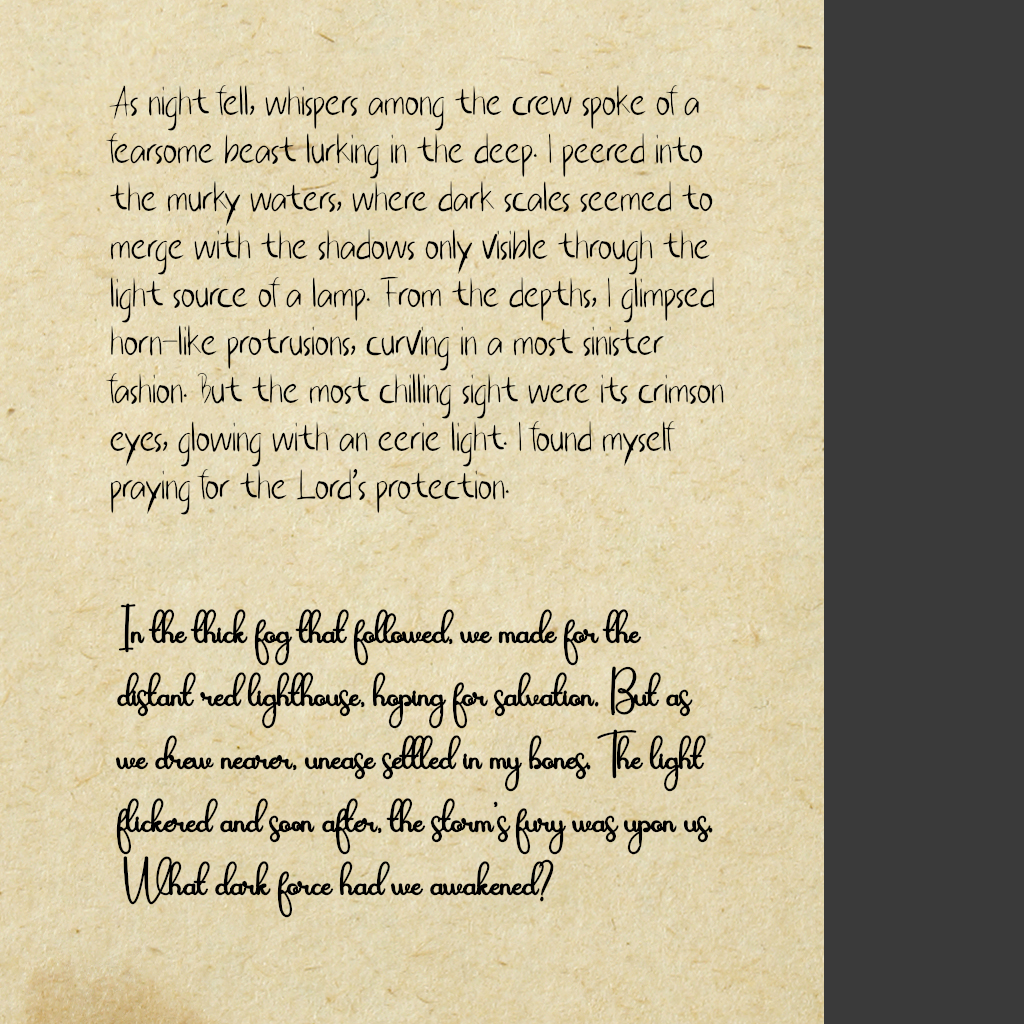 As night fell, whispers among the crew spoke of a
fearsome beast lurking in the deep. I peered into
the murky waters, where dark scales seemed to
merge with the shadows only visible through the
light source of a lamp. From the depths, I glimpsed
horn-like protrusions, curving in a most sinister
fashion. But the most chilling sight were its crimson
eyes, glowing with an eerie light. I found myself
praying for the Lord's protection.
In the thick fog that followed, we made for the
distant red lighthouse, hoping for salvation. But as
we drew nearer, unease settled in my bones. The light
flickered and soon after, the storm's fury was upon us.
What dark force had we awakened?